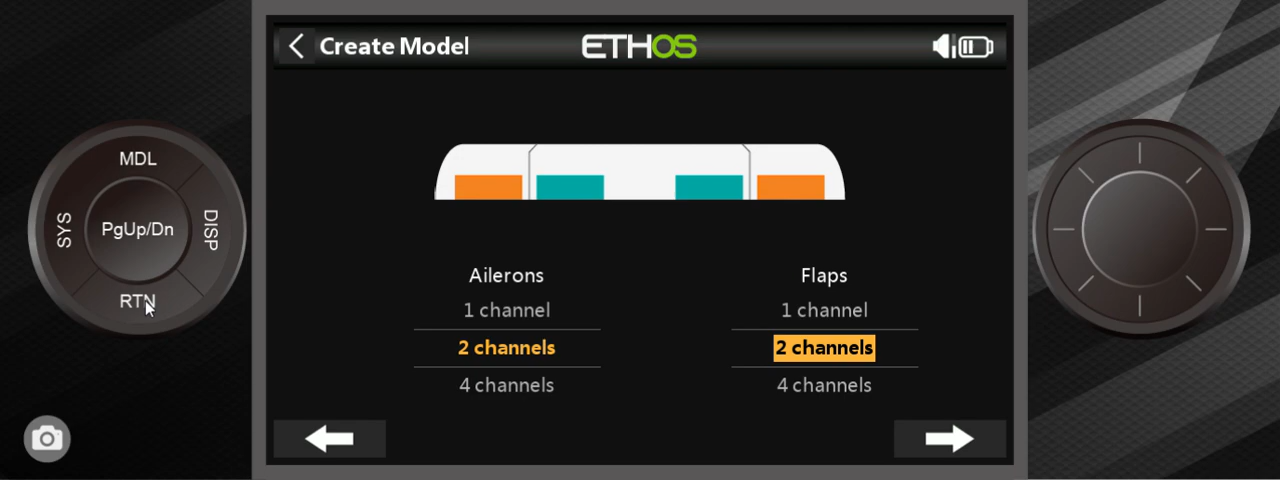 Create Model
ETHOS
MDL
SYS
PgUp/Dn
DISP
RTN
Ailerons
1 channel
2 channels
4 channels
Flaps
1 channel
2 channels
4 channels